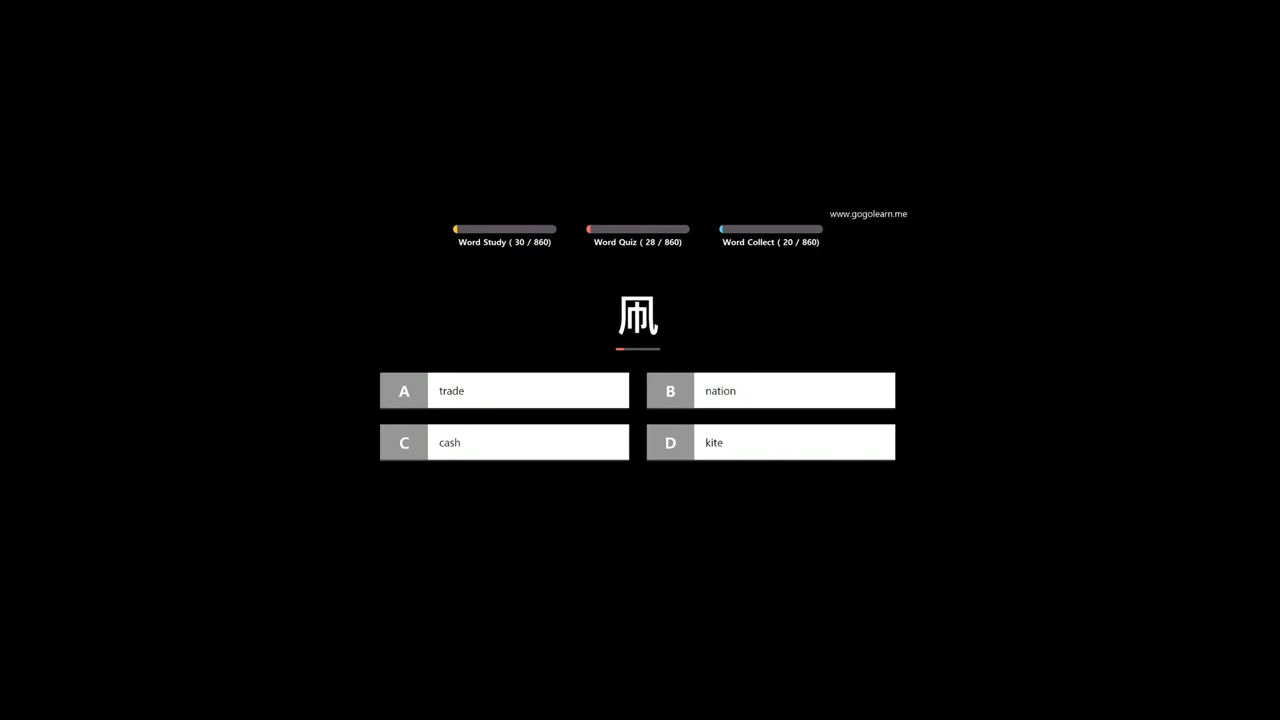 www.gogolearn.me
Word Study ( 30 / 860)
Word Quiz ( 28 / 860)
Word Collect ( 20 / 860)
凧
A trade
B nation
C cash
D kite